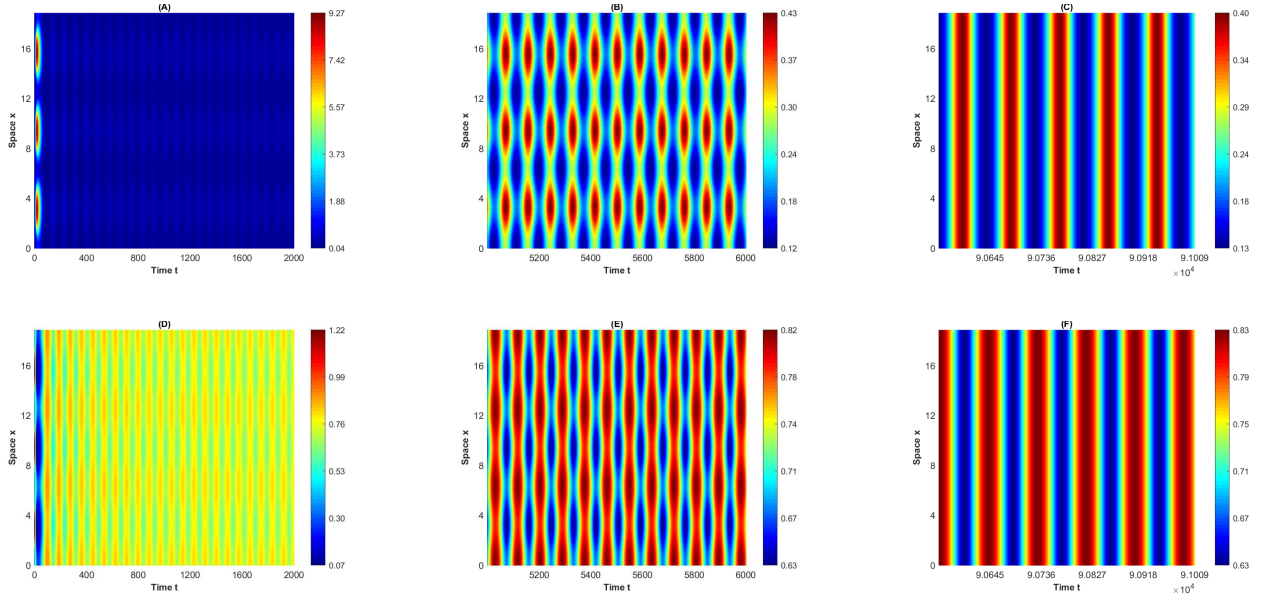 (A)
9.27
7.42
5.57
3.73
1.88
0.04
16
12
8
4
0
Space x
0 400 800 1200 1600 2000
Time t
(B)
0.43
0.37
0.30
0.24
0.18
0.12
16
12
8
4
0
Space x
5200 5400 5600 5800 6000
Time t
(C)
0.40
0.34
0.29
0.24
0.18
0.13
16
12
8
4
0
Space x
9.0645 9.0736 9.0827 9.0918 9.1009
Time t
×10⁴
(D)
1.22
0.99
0.76
0.53
0.30
0.07
16
12
8
4
0
Space x
0 400 800 1200 1600 2000
Time t
(E)
0.82
0.78
0.74
0.71
0.67
0.63
16
12
8
4
0
Space x
5200 5400 5600 5800 6000
Time t
(F)
0.83
0.79
0.75
0.71
0.67
0.63
16
12
8
4
0
Space x
9.0645 9.0736 9.0827 9.0918 9.1009
Time t
×10⁴